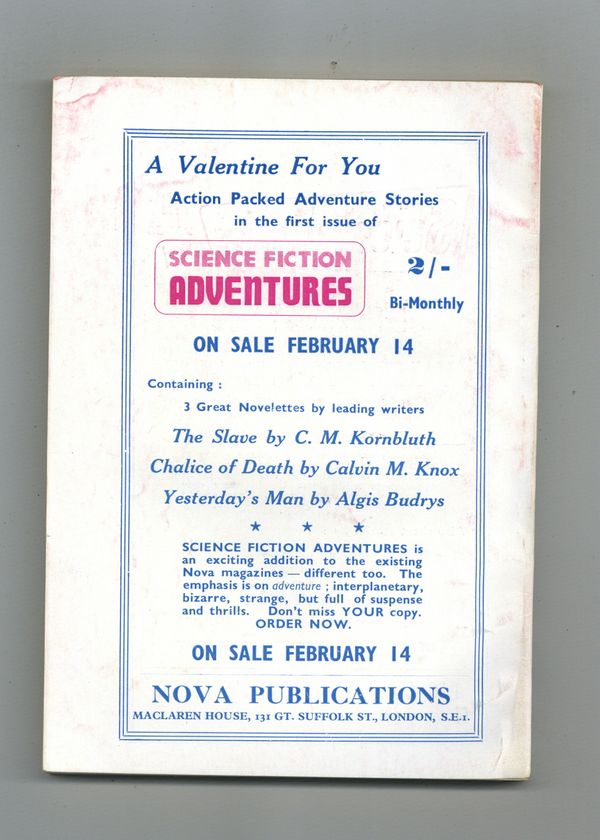 A Valentine For You
Action Packed Adventure Stories
in the first issue of
SCIENCE FICTION
ADVENTURES
2/-
Bi-Monthly
ON SALE FEBRUARY 14
Containing :
3 Great Novelettes by leading writers
The Slave by C. M. Kornbluth
Chalice of Death by Calvin M. Knox
Yesterday's Man by Algis Budrys
★ ★ ★
SCIENCE FICTION ADVENTURES is
an exciting addition to the existing
Nova magazines — different too. The
emphasis is on adventure ; interplanetary,
bizarre, strange, but full of suspense
and thrills. Don't miss YOUR copy.
ORDER NOW.
ON SALE FEBRUARY 14
NOVA PUBLICATIONS
MACLAREN HOUSE, 131 GT. SUFFOLK ST., LONDON, S.E.1.